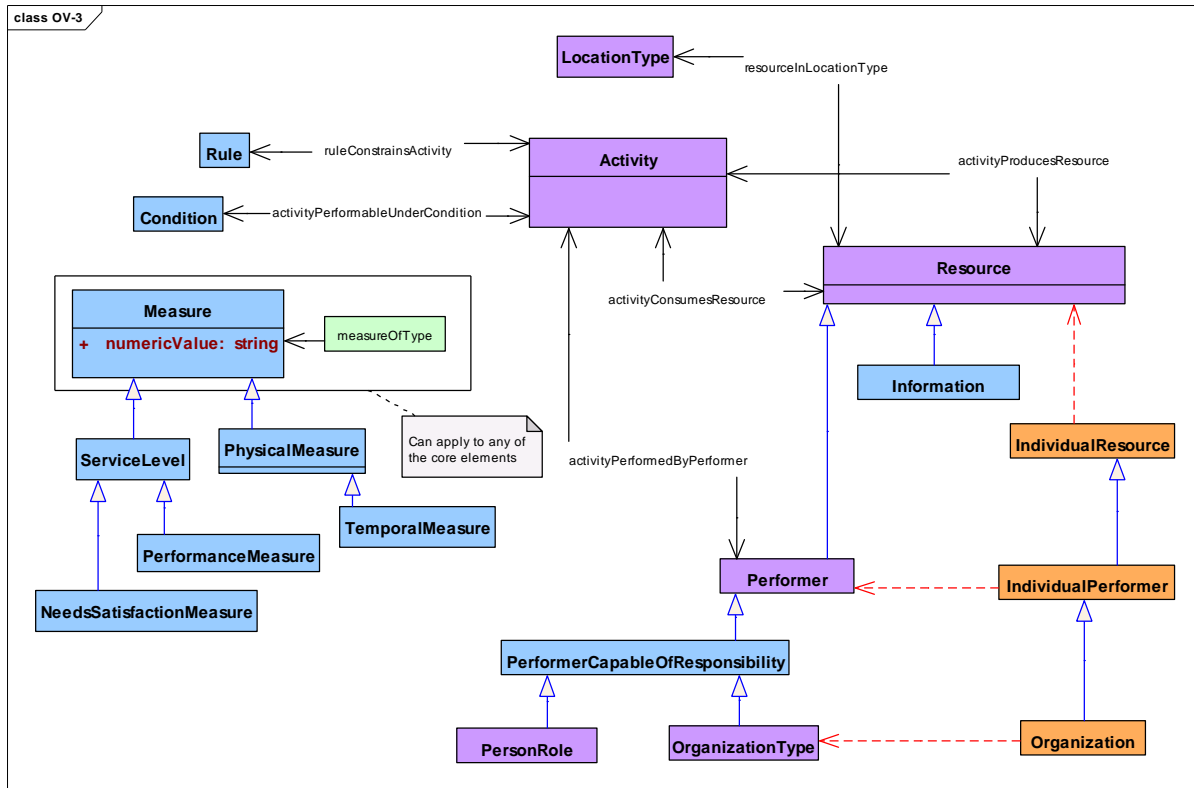 class OV-3
LocationType
resourceInLocationType
Rule
ruleConstrainsActivity
Activity
activityProducesResource
Condition
activityPerformableUnderCondition
Resource
activityConsumesResource
Measure
+ numericValue: string
measureOfType
Information
Can apply to any of
the core elements
ServiceLevel
PhysicalMeasure
IndividualResource
activityPerformedByPerformer
TemporalMeasure
PerformanceMeasure
Performer
IndividualPerformer
NeedsSatisfactionMeasure
PerformerCapableOfResponsibility
PersonRole
OrganizationType
Organization